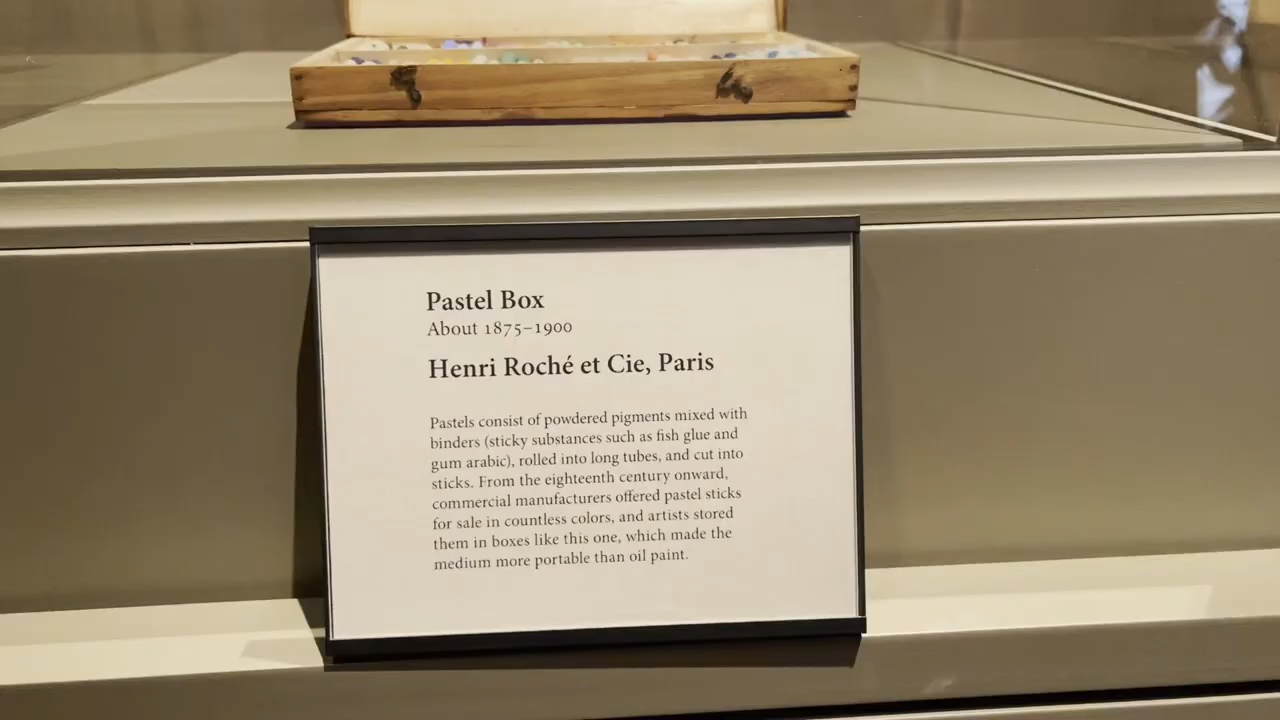 Pastel Box
About 1875–1900
Henri Roché et Cie, Paris
Pastels consist of powdered pigments mixed with
binders (sticky substances such as fish glue and
gum arabic), rolled into long tubes, and cut into
sticks. From the eighteenth century onward,
commercial manufacturers offered pastel sticks
for sale in countless colors, and artists stored
them in boxes like this one, which made the
medium more portable than oil paint.